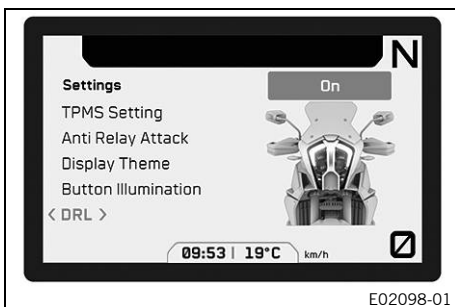 N
Settings
On
TPMS Setting
Anti Relay Attack
Display Theme
Button Illumination
< DRL >
09:53 | 19°C km/h
E02098-01